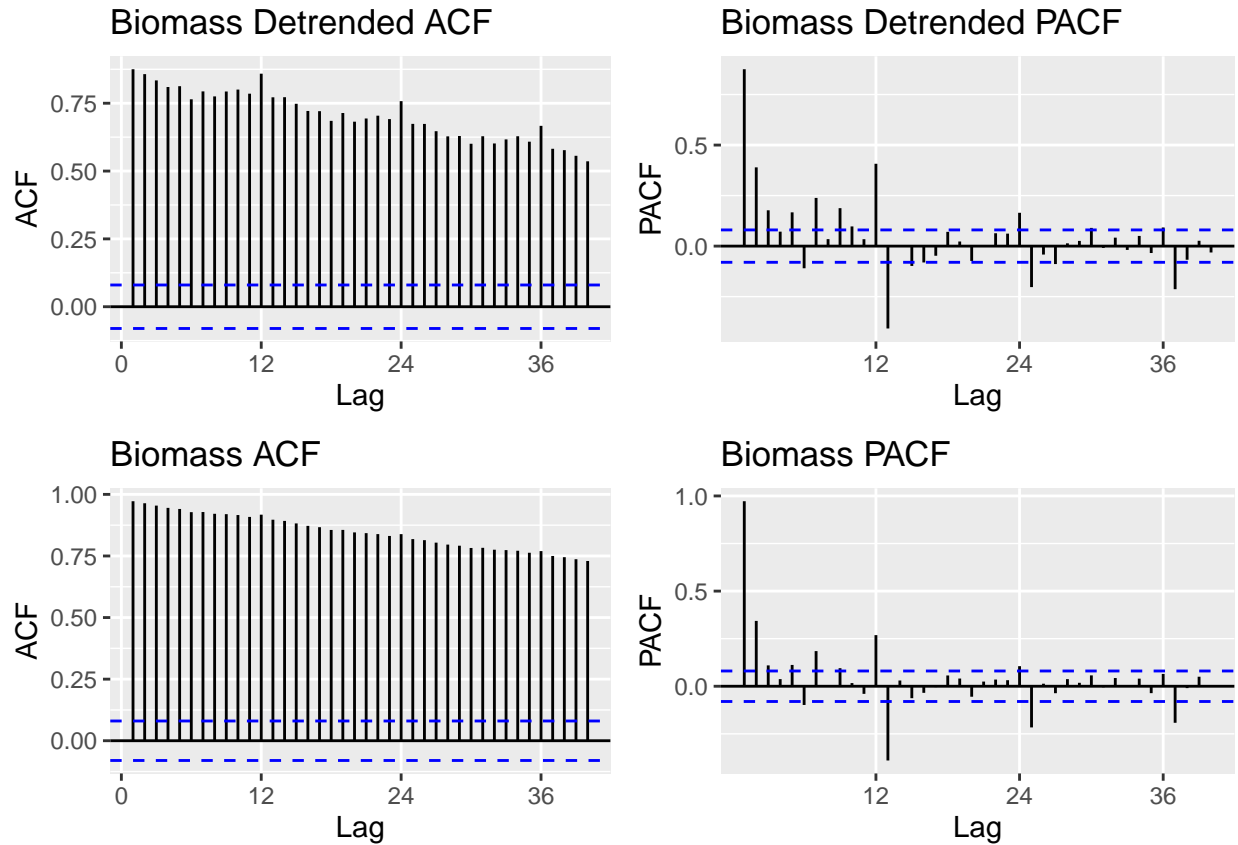 Biomass Detrended ACF
ACF
0.75
0.50
0.25
0.00
0 12 24 36
Lag
Biomass Detrended PACF
PACF
0.5
0.0
12 24 36
Lag
Biomass ACF
ACF
1.00
0.75
0.50
0.25
0.00
0 12 24 36
Lag
Biomass PACF
PACF
1.0
0.5
0.0
12 24 36
Lag